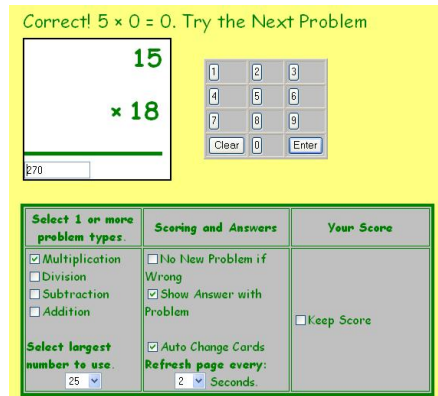 Correct! 5 × 0 = 0. Try the Next Problem
15
× 18
270
1 2 3
4 5 6
7 8 9
Clear 0 Enter
Select 1 or more
problem types.
Multiplication
Division
Subtraction
Addition
Select largest
number to use.
25
Scoring and Answers
No New Problem if
Wrong
Show Answer with
Problem
Auto Change Cards
Refresh page every:
2 Seconds.
Your Score
Keep Score